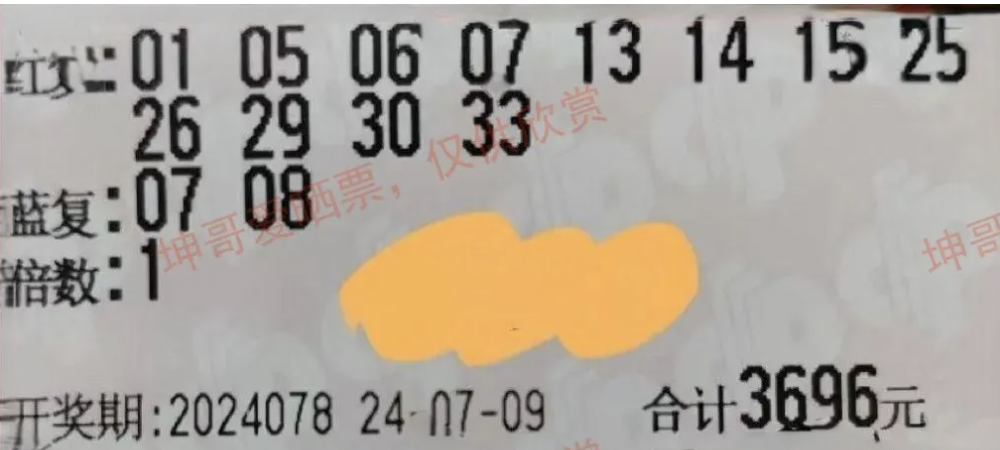 红复:01 05 06 07 13 14 15 25
26 29 30 33
蓝复:07 08
倍数:1
坤哥爱晒票，仅供欣赏
坤哥
开奖期:2024078 24-07-09 合计3696元
赏